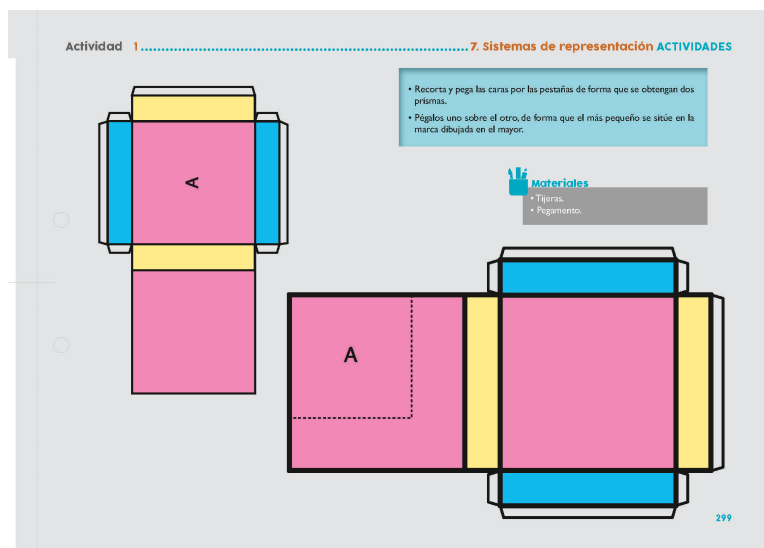 Actividad 1 7. Sistemas de representación ACTIVIDADES
• Recorta y pega las caras por las pestañas de forma que se obtengan dos
prismas.
• Pégalos uno sobre el otro, de forma que el más pequeño se sitúe en la
marca dibujada en el mayor.
Materiales
• Tijeras.
• Pegamento.
A
A
299